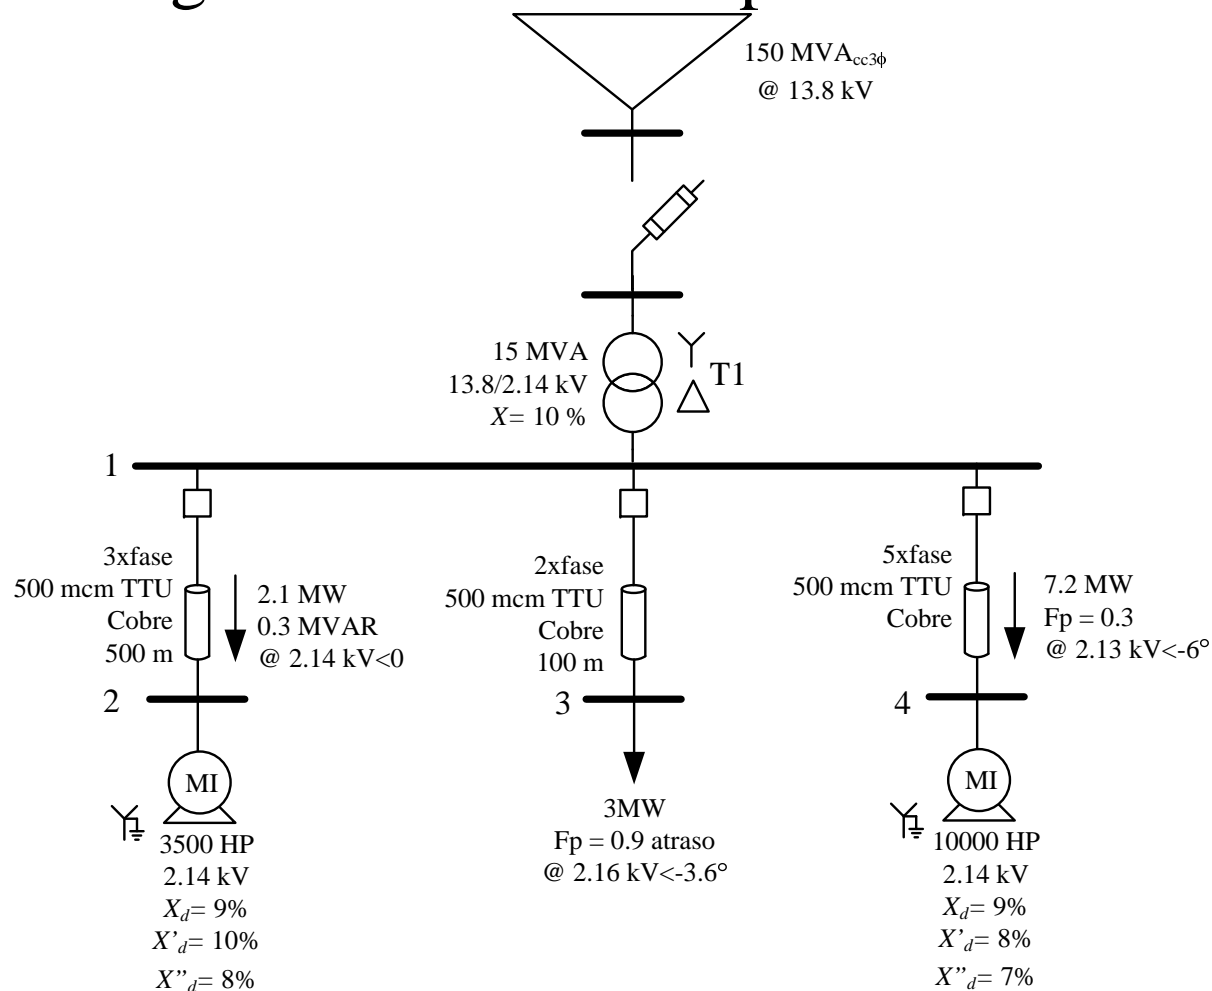 150 MVAcc3ϕ
@ 13.8 kV
15 MVA
13.8/2.14 kV
X= 10 %
T1
1
3xfase
500 mcm TTU
Cobre
500 m
2.1 MW
0.3 MVAR
@ 2.14 kV<0
2xfase
500 mcm TTU
Cobre
100 m
5xfase
500 mcm TTU
Cobre
7.2 MW
Fp = 0.3
@ 2.13 kV<-6°
2
3
4
MI
3500 HP
2.14 kV
Xd= 9%
X’d= 10%
X”d= 8%
3MW
Fp = 0.9 atraso
@ 2.16 kV<-3.6°
MI
10000 HP
2.14 kV
Xd= 9%
X’d= 8%
X”d= 7%